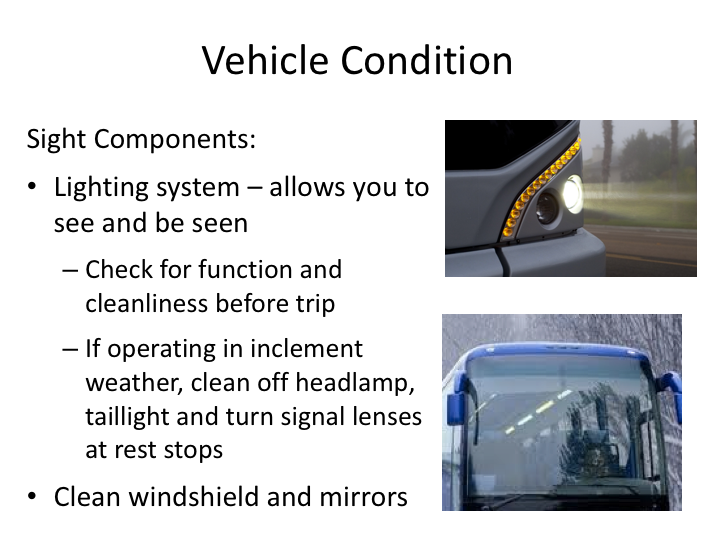 Vehicle Condition
Sight Components:
• Lighting system – allows you to
see and be seen
– Check for function and
cleanliness before trip
– If operating in inclement
weather, clean off headlamp,
taillight and turn signal lenses
at rest stops
• Clean windshield and mirrors